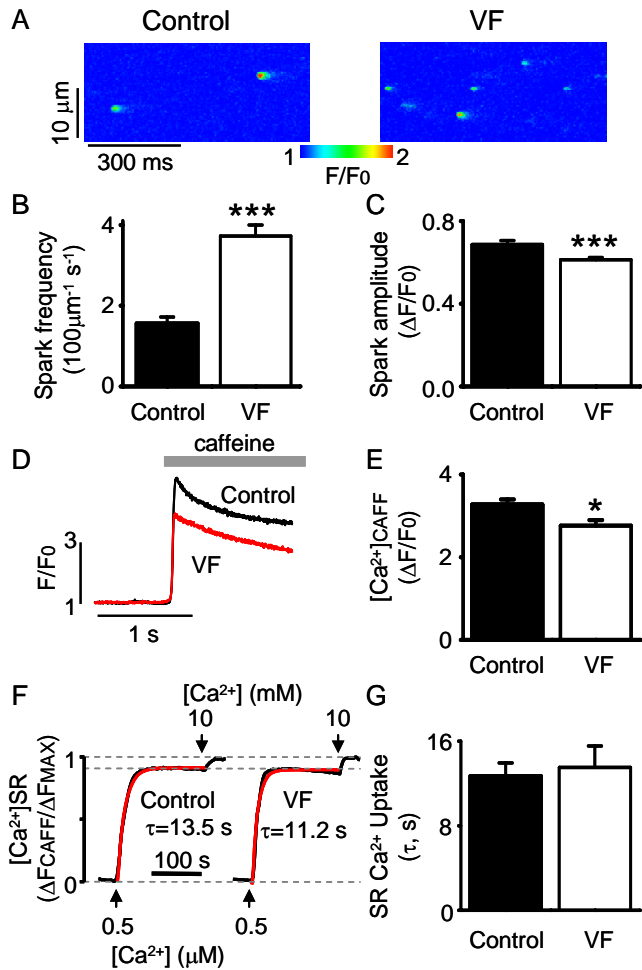 A
Control
VF
10 μm
300 ms
1
2
F/F0
B
Spark frequency
(100μm-1 s-1)
4
2
0
***
Control
VF
C
Spark amplitude
(ΔF/F0)
0.8
0.4
0.0
***
Control
VF
D
caffeine
F/F0
3
1
Control
VF
1 s
E
[Ca2+]CAFF
(ΔF/F0)
4
2
0
*
Control
VF
F
[Ca2+] (mM)
10
10
[Ca2+]SR
(ΔFCAFF/ΔFMAX)
1
0
Control
τ=13.5 s
VF
τ=11.2 s
100 s
0.5
0.5
[Ca2+] (μM)
G
SR Ca2+ Uptake
(τ, s)
16
12
8
4
0
Control
VF